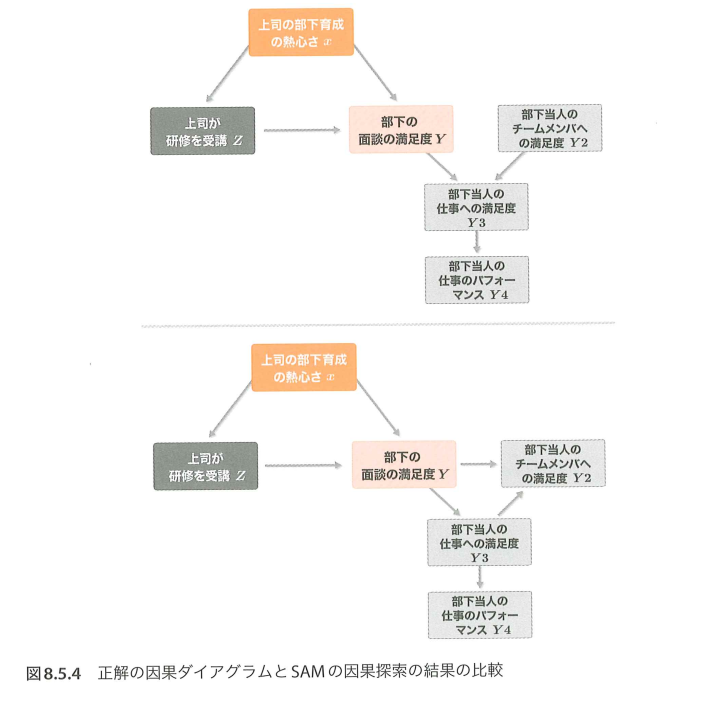 上司の部下育成
の熱心さ x
上司が
研修を受講 Z
部下の
面談の満足度 Y
部下当人の
チームメンバへ
の満足度 Y2
部下当人の
仕事への満足度
Y3
部下当人の
仕事のパフォー
マンス Y4
上司の部下育成
の熱心さ x
上司が
研修を受講 Z
部下の
面談の満足度 Y
部下当人の
チームメンバへ
の満足度 Y2
部下当人の
仕事への満足度
Y3
部下当人の
仕事のパフォー
マンス Y4
図8.5.4 正解の因果ダイアグラムとSAMの因果探索の結果の比較